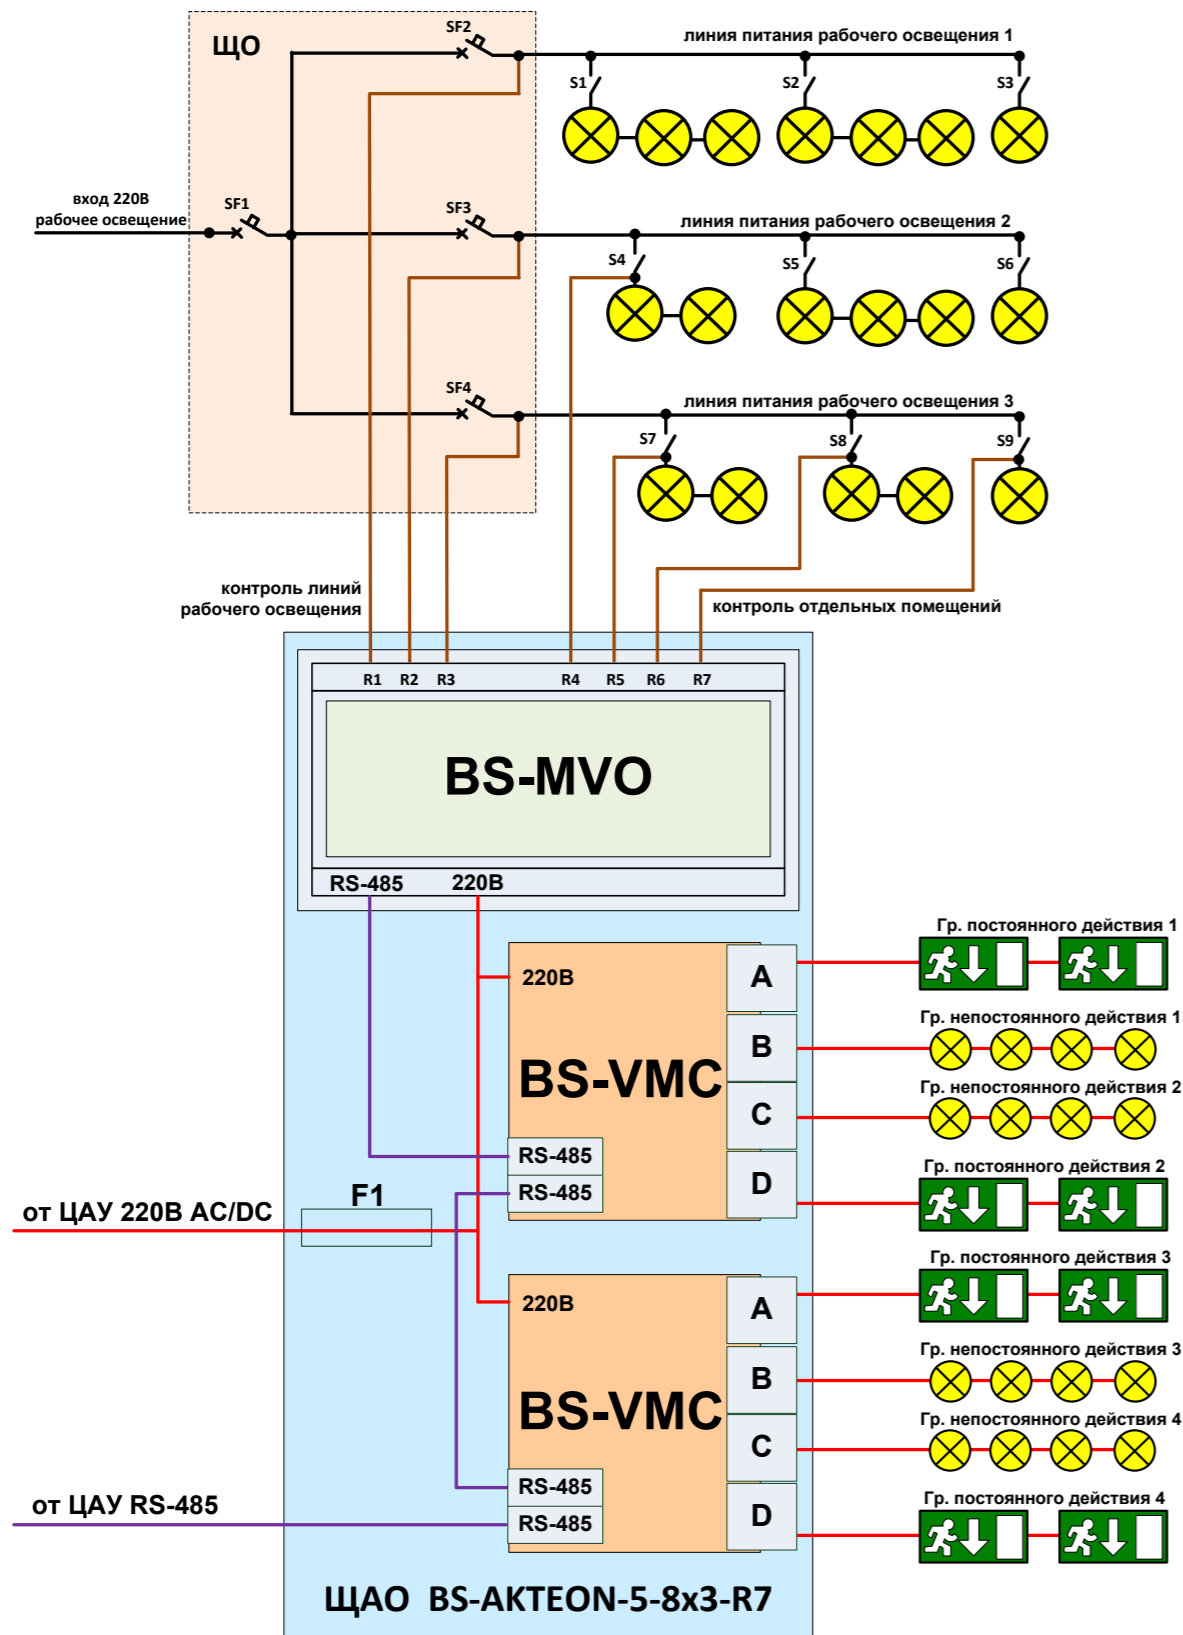 ЩО
SF2
линия питания рабочего освещения 1
S1
S2
S3
вход 220В
рабочее освещение
SF1
SF3
линия питания рабочего освещения 2
S4
S5
S6
SF4
линия питания рабочего освещения 3
S7
S8
S9
контроль линий
рабочего освещения
контроль отдельных помещений
R1 R2 R3 R4 R5 R6 R7
BS-MVO
RS-485 220В
Гр. постоянного действия 1
220В
A
Гр. непостоянного действия 1
B
BS-VMC
Гр. непостоянного действия 2
C
RS-485
Гр. постоянного действия 2
RS-485
D
F1
от ЦАУ 220В AC/DC
Гр. постоянного действия 3
220В
A
Гр. непостоянного действия 3
B
BS-VMC
Гр. непостоянного действия 4
C
RS-485
Гр. постоянного действия 4
от ЦАУ RS-485
RS-485
D
ЩАО BS-AKTEON-5-8x3-R7